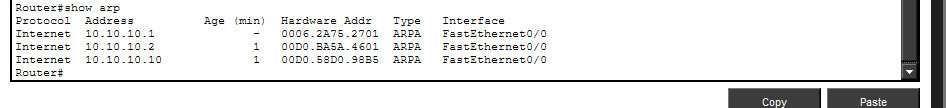 Router#show arp
Protocol  Address          Age (min)  Hardware Addr   Type   Interface
Internet  10.10.10.1              -   0006.2A75.2701  ARPA   FastEthernet0/0
Internet  10.10.10.2              1   00D0.BA5A.4601  ARPA   FastEthernet0/0
Internet  10.10.10.10             1   00D0.58D0.98B5  ARPA   FastEthernet0/0
Router#
Copy Paste